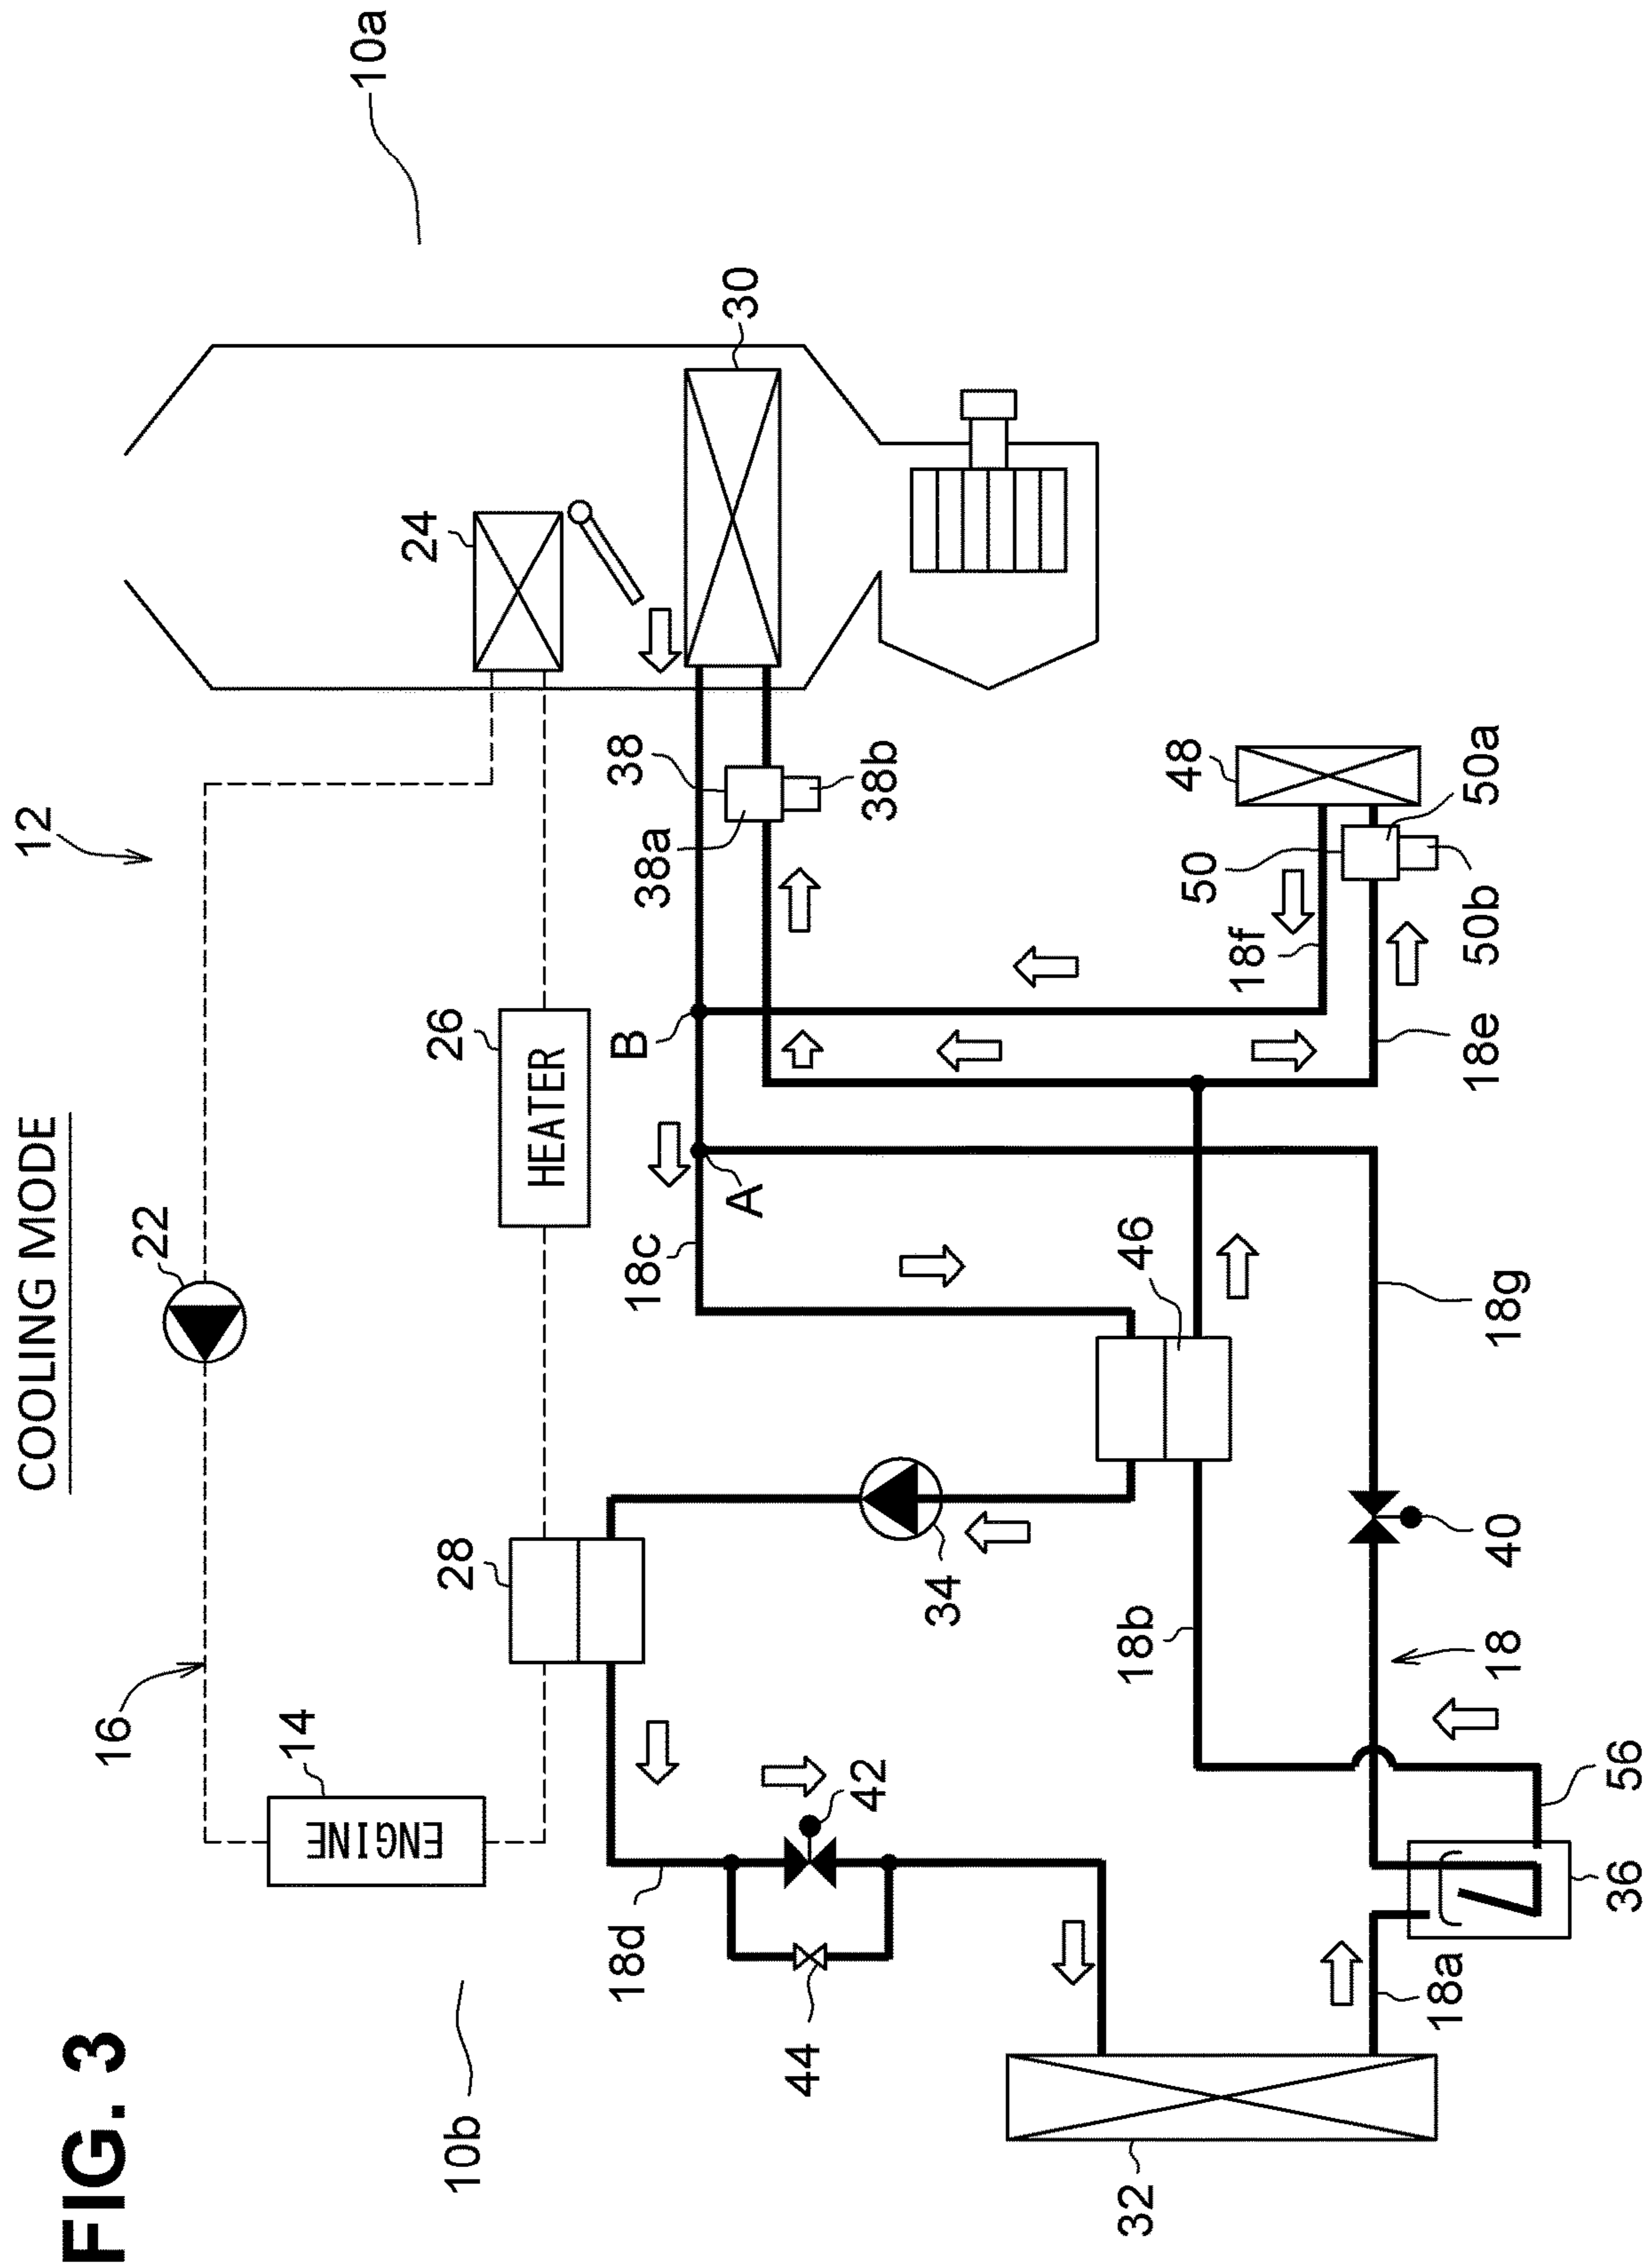 FIG. 3
COOLING MODE
10b
16
22
12
10a
14
ENGINE
28
26
HEATER
24
30
18d
44
42
34
18c
A
B
38
38a
38b
32
18b
46
48
50
50a
50b
18f
18e
18a
36
56
18
40
18g